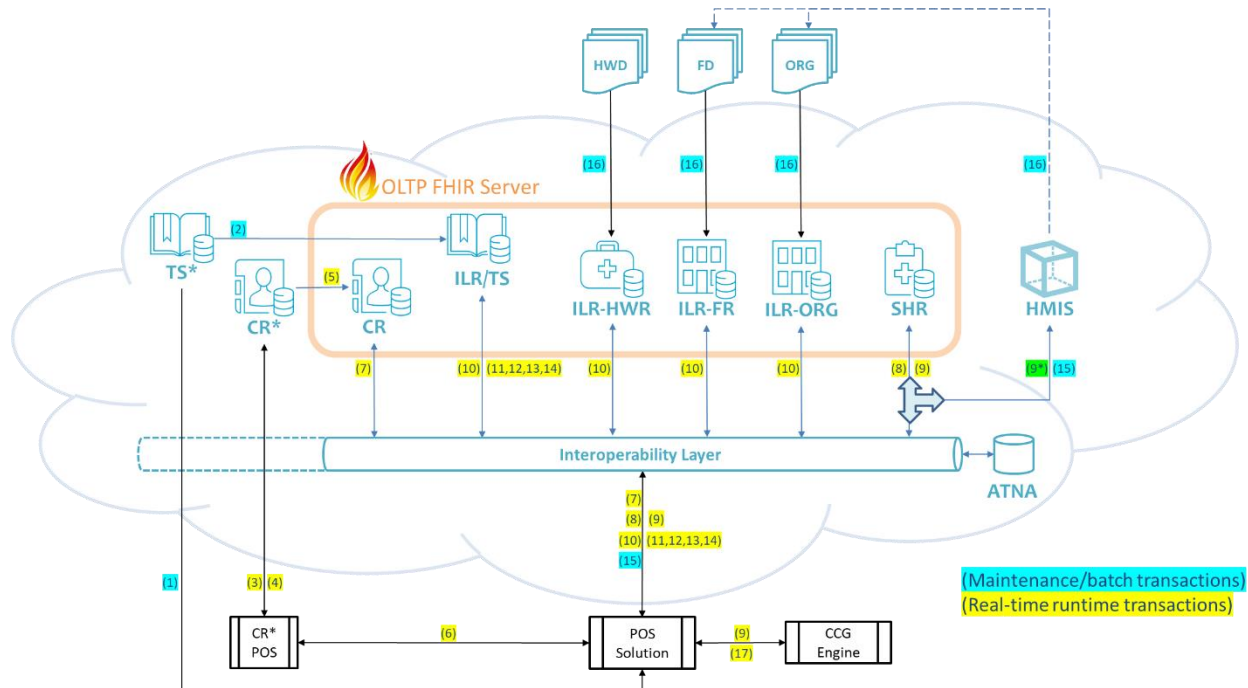 HWD
FD
ORG
(16)
(16)
(16)
(16)
OLTP FHIR Server
(2)
TS*
ILR/TS
(5)
CR*
CR
ILR-HWR
ILR-FR
ILR-ORG
SHR
HMIS
(7)
(10)
(11,12,13,14)
(10)
(10)
(10)
(8)
(9)
(9*)
(15)
Interoperability Layer
ATNA
(7)
(8)
(9)
(10)
(11,12,13,14)
(15)
(1)
(3)
(4)
(Maintenance/batch transactions)
(Real-time runtime transactions)
CR*
POS
(6)
POS
Solution
(9)
(17)
CCG
Engine